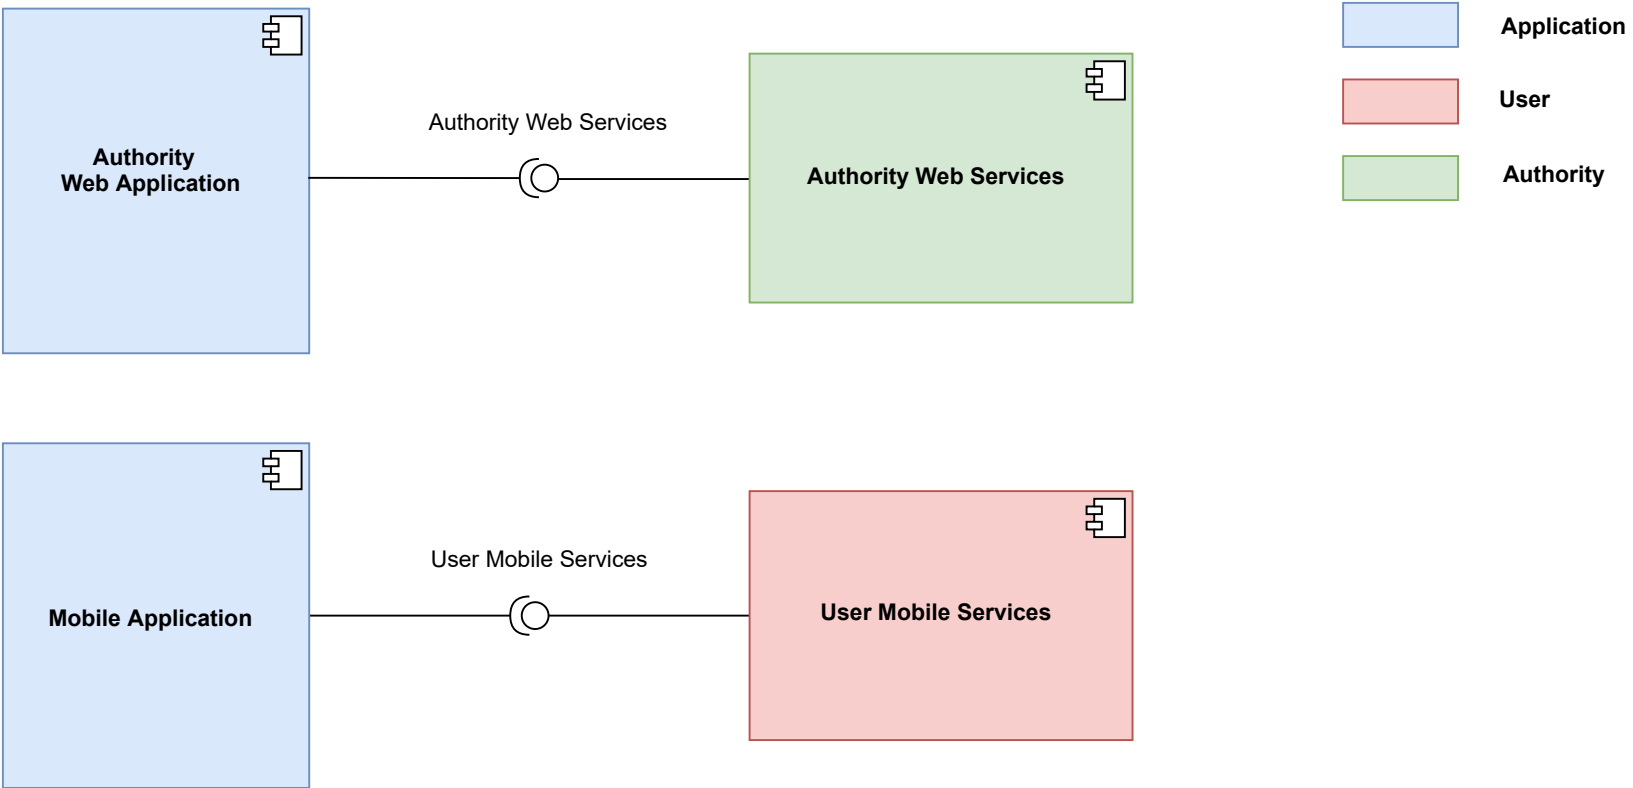 Application
User
Authority
Authority Web Services
Authority
Web Application
Authority Web Services
User Mobile Services
Mobile Application
User Mobile Services